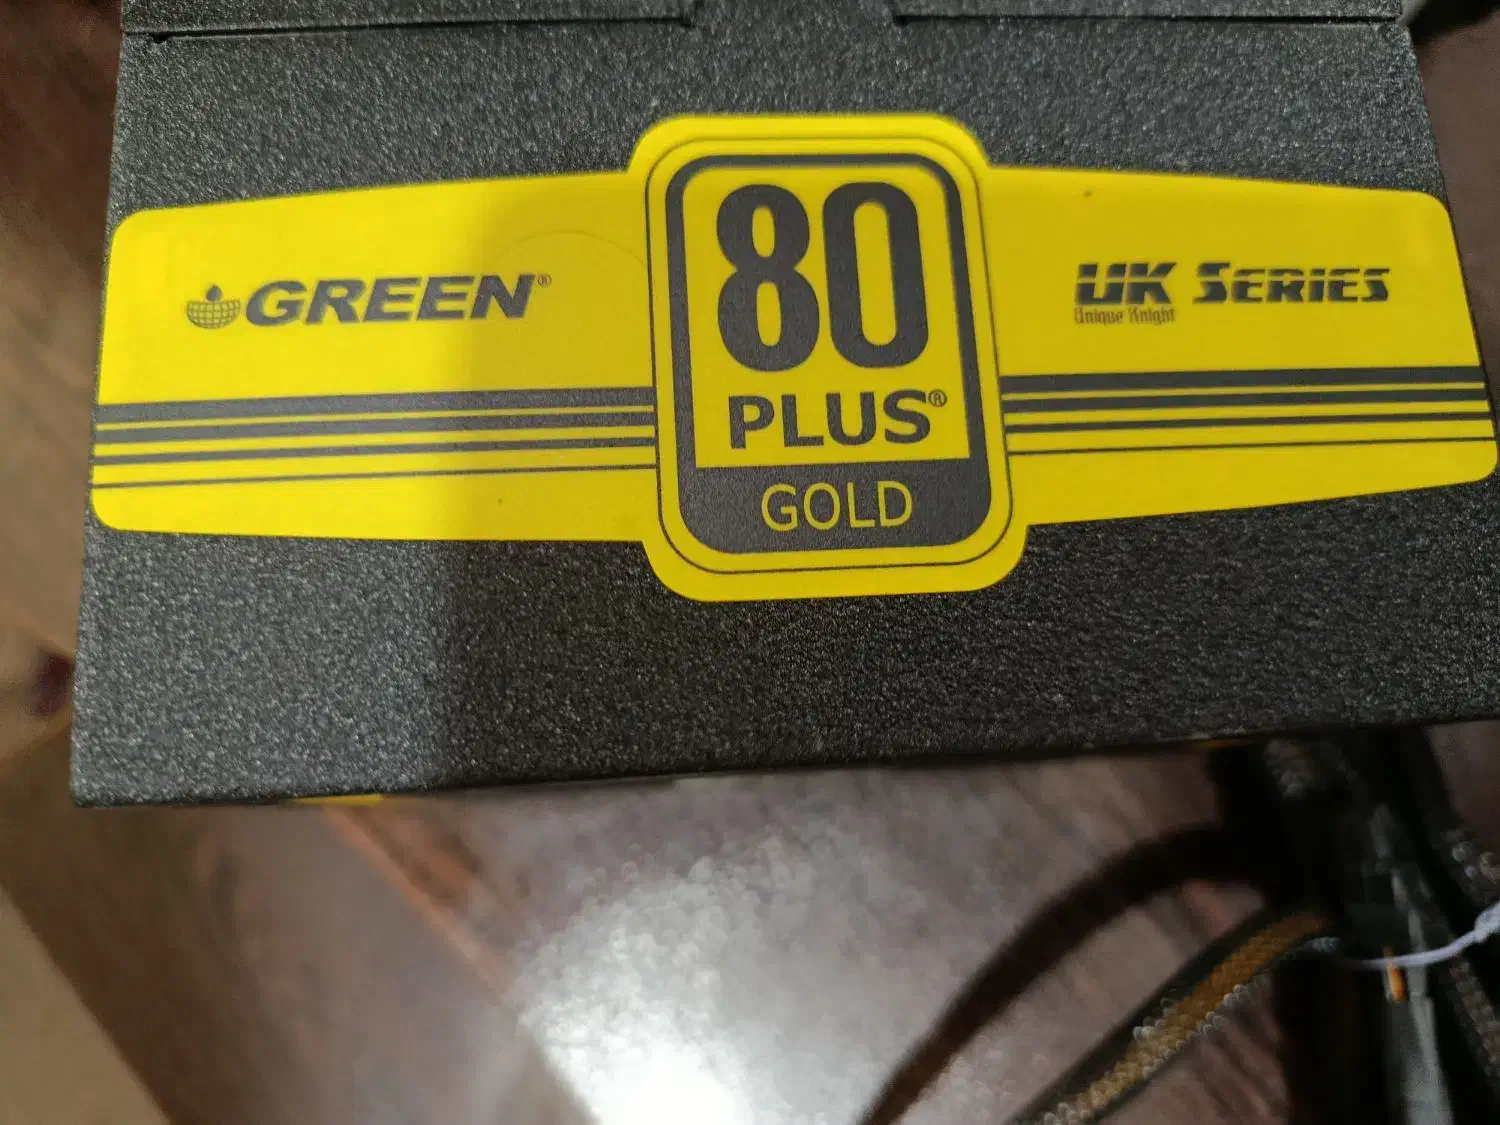 GREEN®
80
PLUS®
GOLD
UK SERIES
Unique Knight